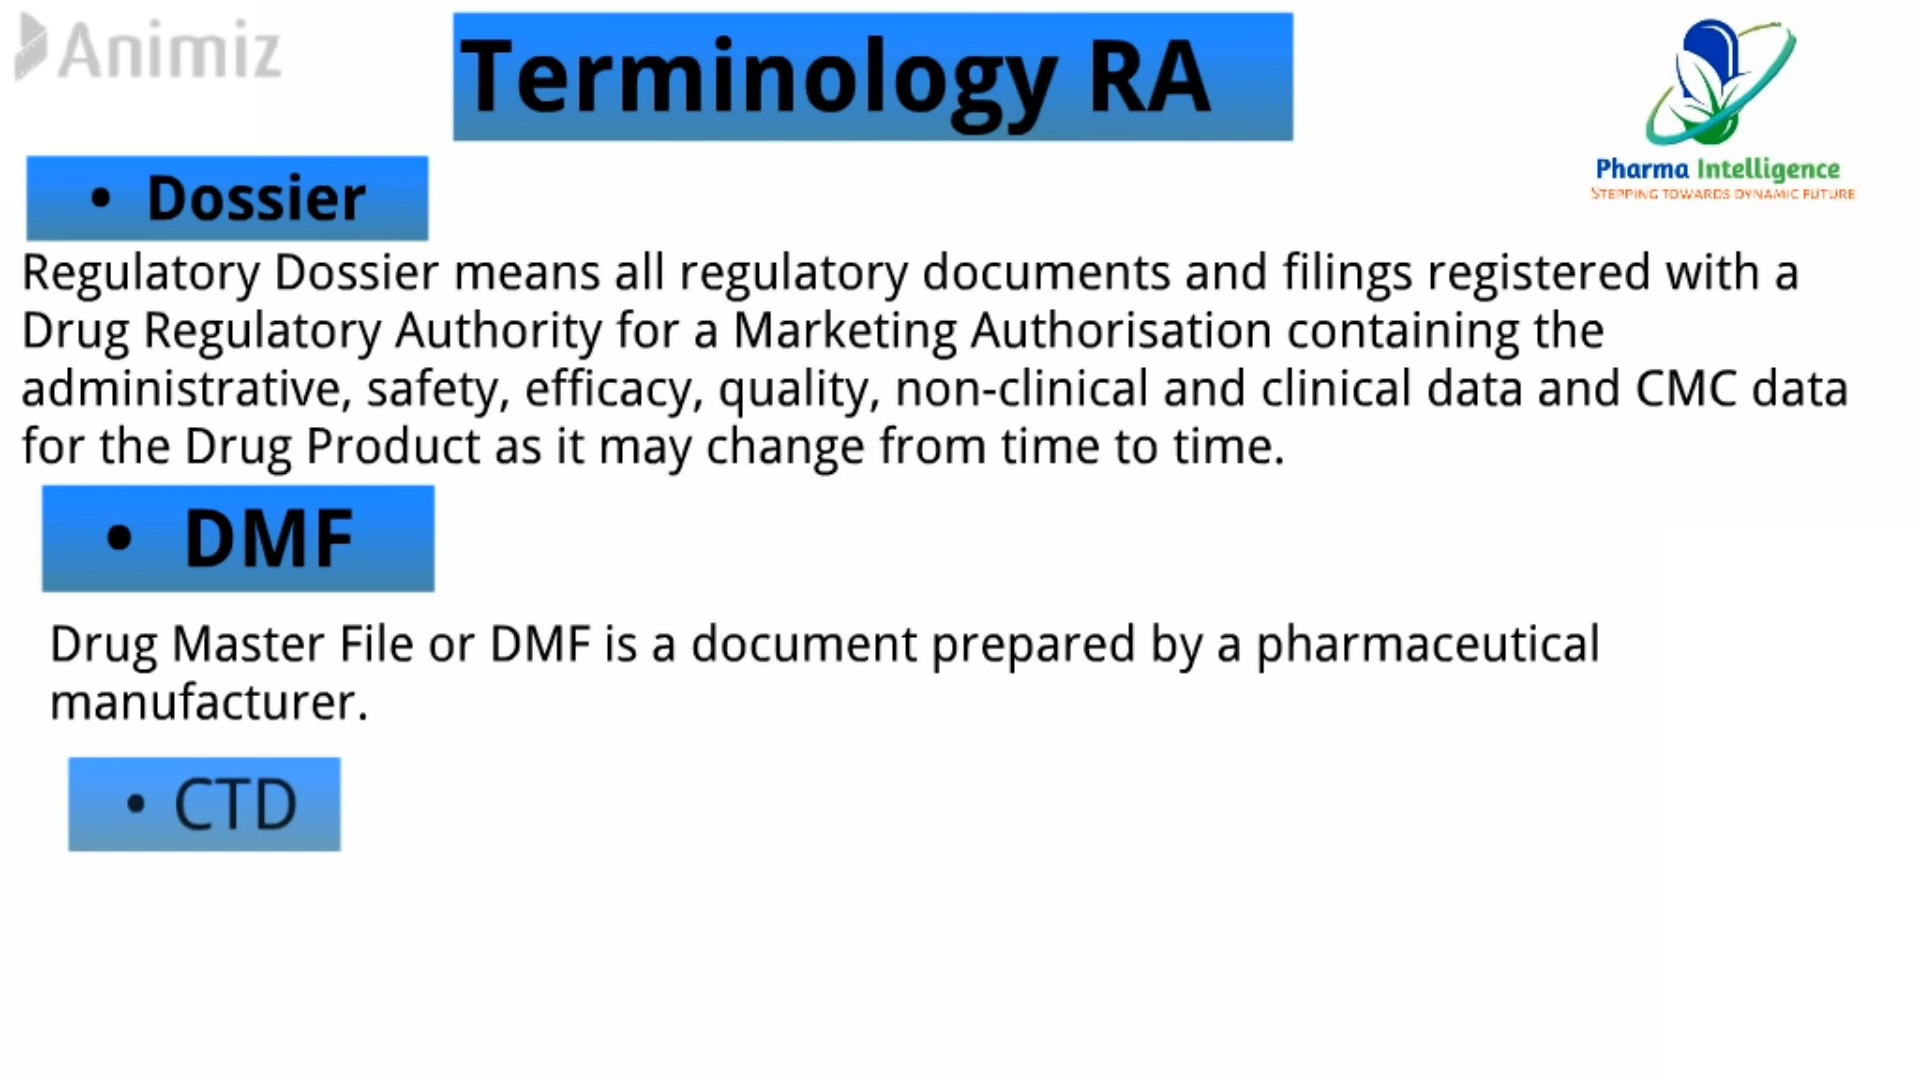 Animiz
Terminology RA
Pharma Intelligence
STEPPING TOWARDS DYNAMIC FUTURE
• Dossier
Regulatory Dossier means all regulatory documents and filings registered with a
Drug Regulatory Authority for a Marketing Authorisation containing the
administrative, safety, efficacy, quality, non-clinical and clinical data and CMC data
for the Drug Product as it may change from time to time.
• DMF
Drug Master File or DMF is a document prepared by a pharmaceutical
manufacturer.
• CTD